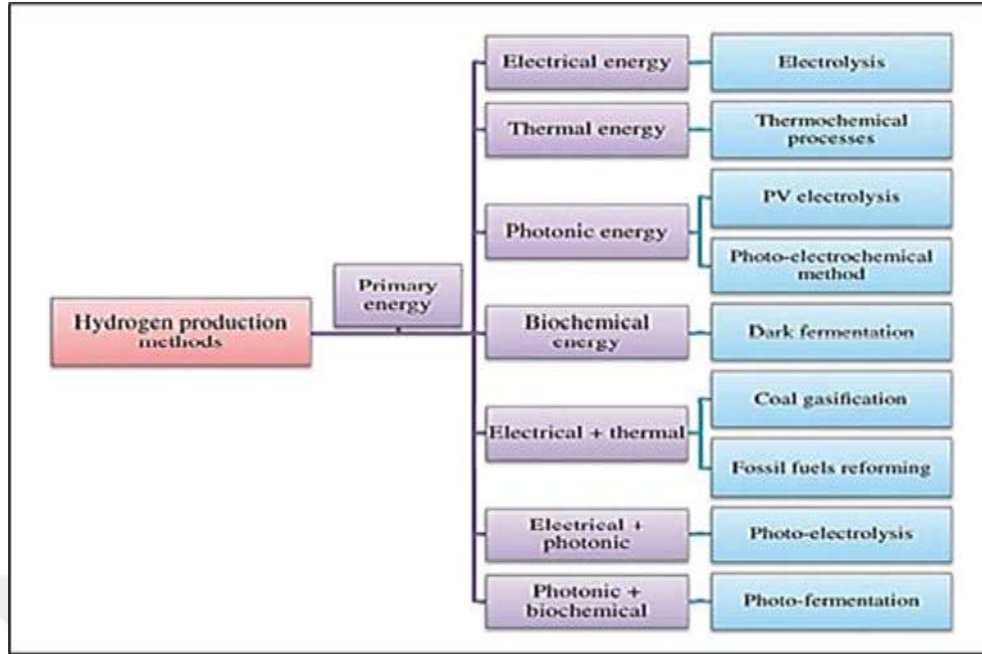 Hydrogen production
methods
Primary
energy
Electrical energy
Electrolysis
Thermal energy
Thermochemical
processes
Photonic energy
PV electrolysis
Photo-electrochemical
method
Biochemical
energy
Dark fermentation
Electrical + thermal
Coal gasification
Fossil fuels reforming
Electrical +
photonic
Photo-electrolysis
Photonic +
biochemical
Photo-fermentation